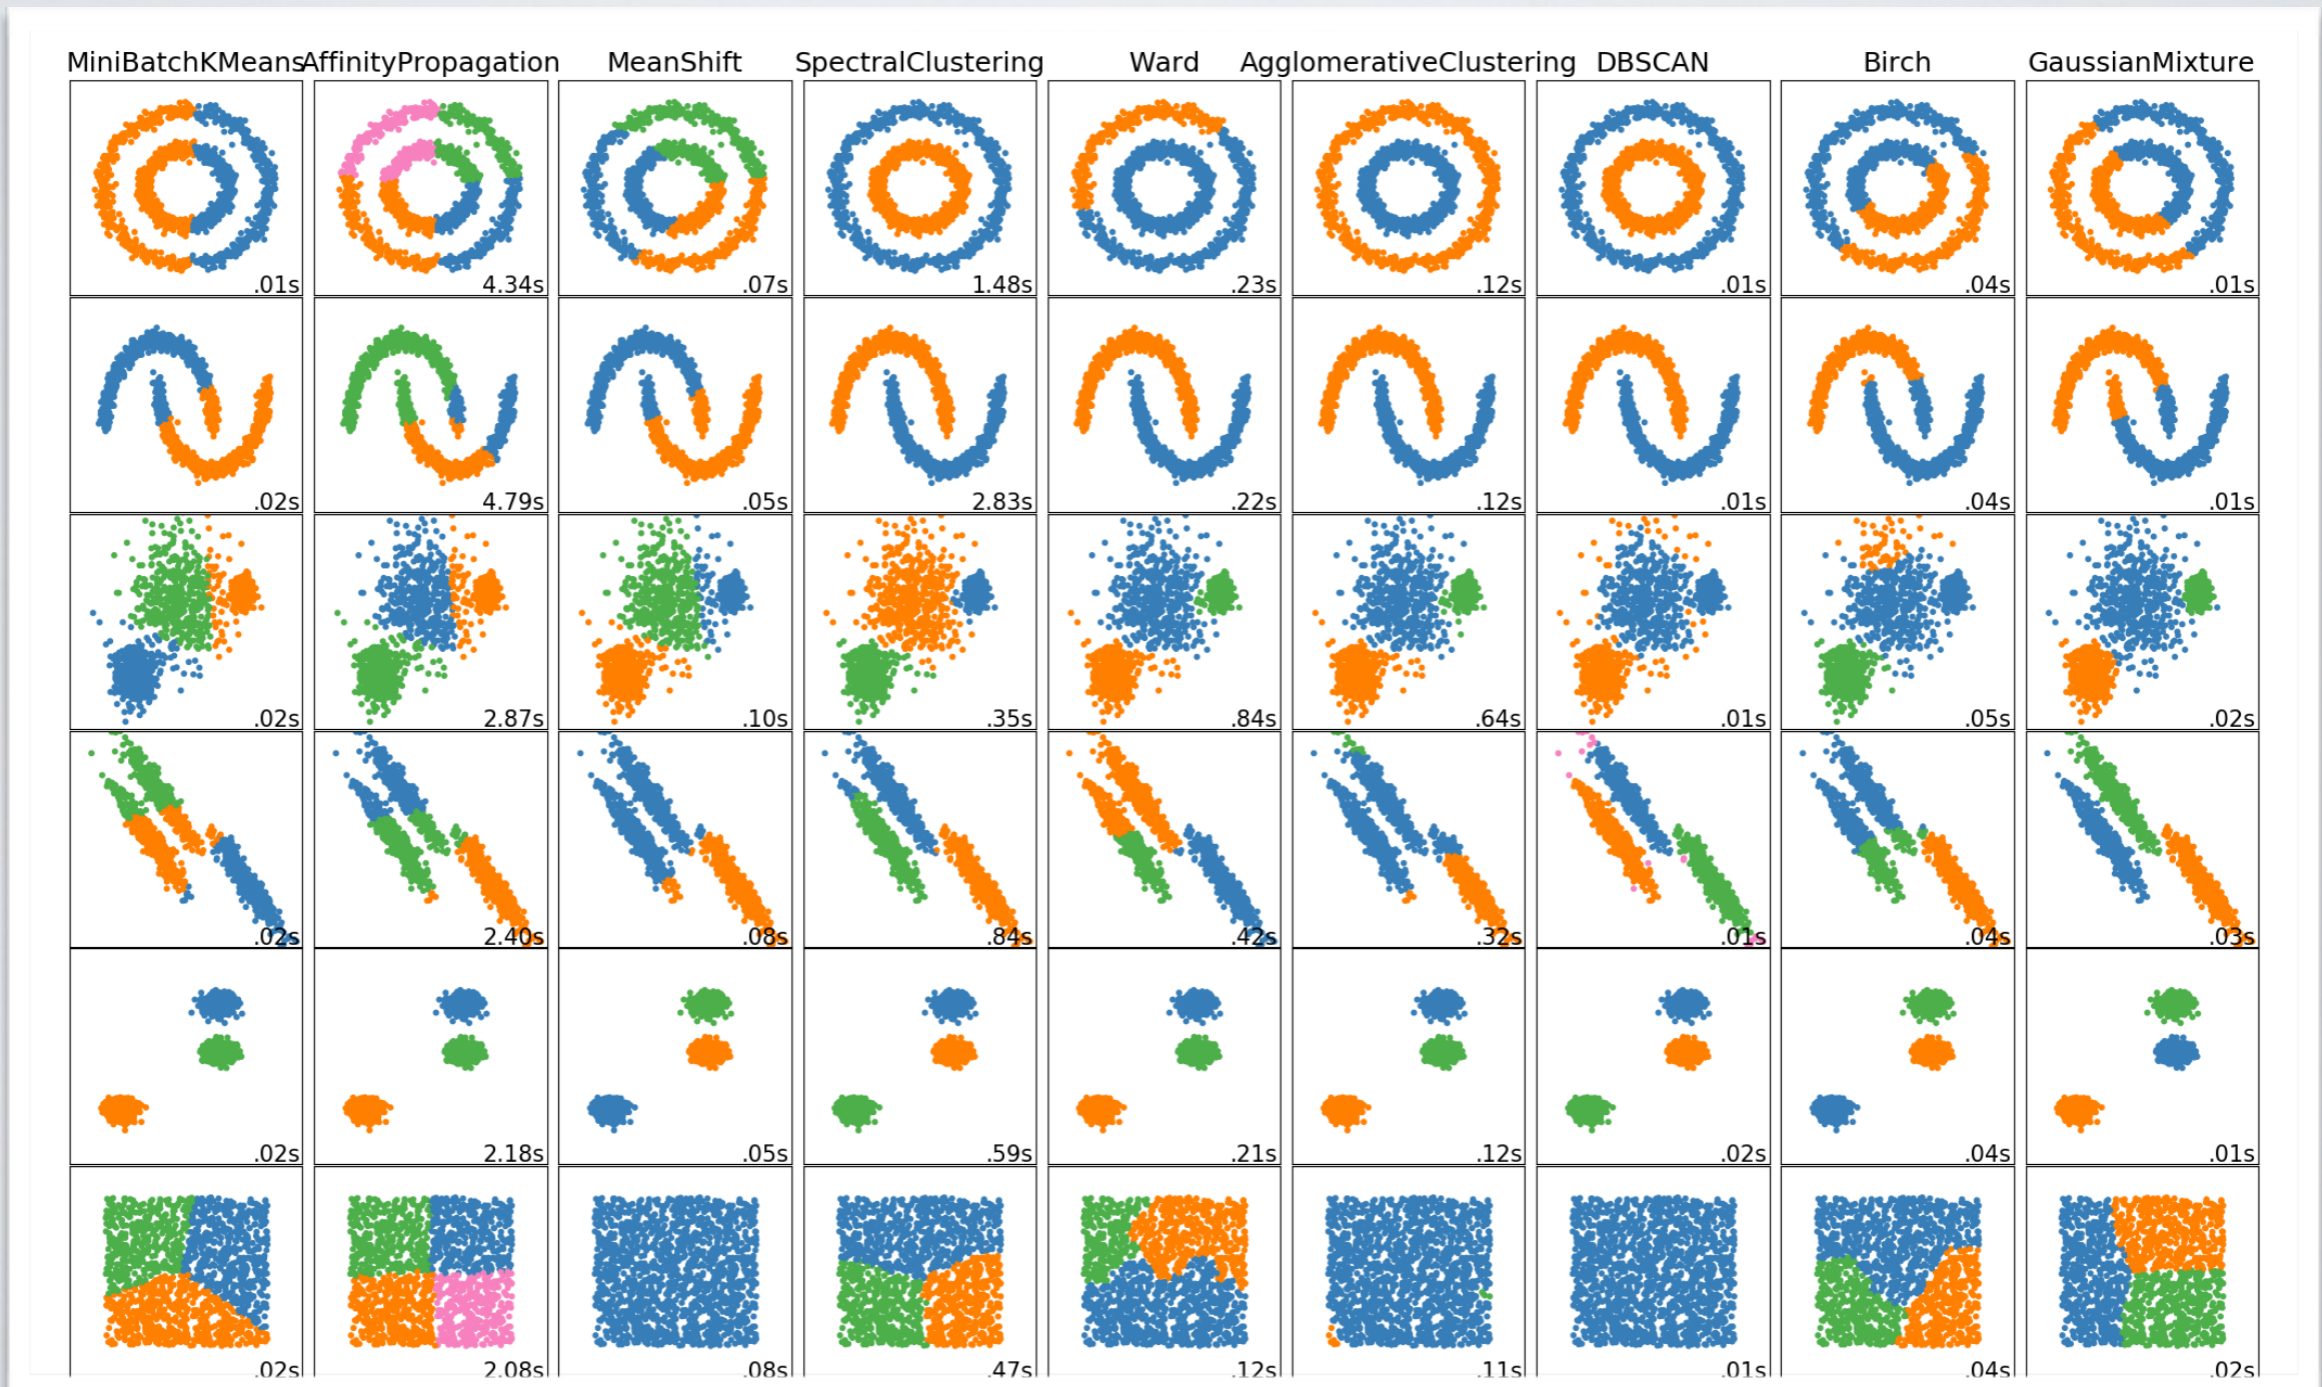 MiniBatchKMeans AffinityPropagation MeanShift SpectralClustering Ward AgglomerativeClustering DBSCAN Birch GaussianMixture
.01s 4.34s .07s 1.48s .23s .12s .01s .04s .01s
.02s 4.79s .05s 2.83s .22s .12s .01s .04s .01s
.02s 2.87s .10s .35s .84s .64s .01s .05s .02s
.02s 2.40s .08s .84s .42s .32s .01s .04s .03s
.02s 2.18s .05s .59s .21s .12s .02s .04s .01s
.02s 2.08s .08s .47s .12s .11s .01s .04s .02s